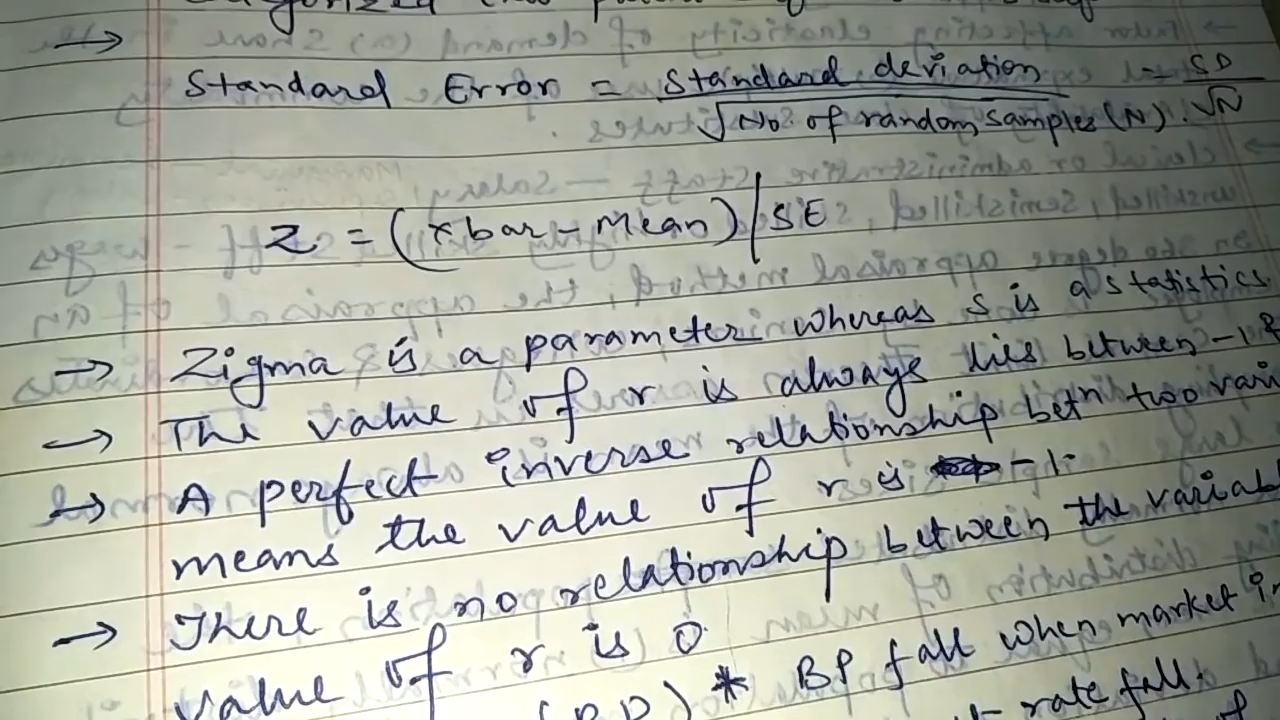 →
Standard Error = Standard deviation / √No. of random samples (N). = SD / √N
Z = (x bar - Mean) | SE
→ Zigma is a parameter whereas s is a statistics
→ The value of r is always lies between -1 &
→ A perfect inverse relationship betn two vari
means the value of r is -1.
→ There is no relationship between the variabl
value of r is 0
* BP fall when market in
rate fall.